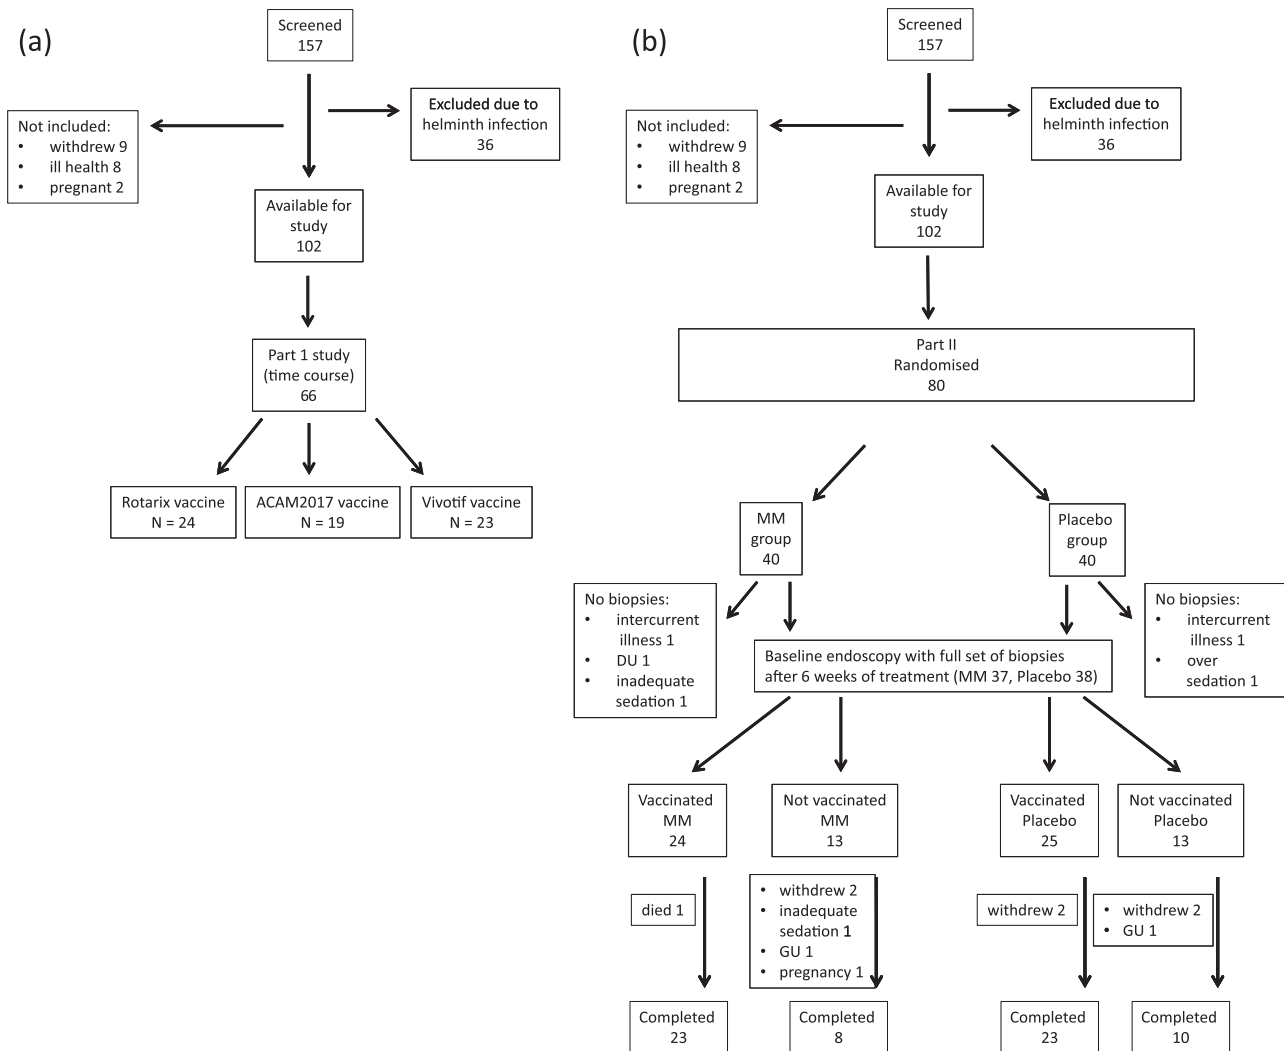 (a)
Screened
157
Excluded due to
helminth infection
36
Not included:
• withdrew 9
• ill health 8
• pregnant 2
Available for
study
102
Part 1 study
(time course)
66
Rotarix vaccine
N = 24
ACAM2017 vaccine
N = 19
Vivotif vaccine
N = 23
(b)
Screened
157
Excluded due to
helminth infection
36
Not included:
• withdrew 9
• ill health 8
• pregnant 2
Available for
study
102
Part II
Randomised
80
MM
group
40
Placebo
group
40
No biopsies:
• intercurrent
illness 1
• DU 1
• inadequate
sedation 1
No biopsies:
• intercurrent
illness 1
• over
sedation 1
Baseline endoscopy with full set of biopsies
after 6 weeks of treatment (MM 37, Placebo 38)
Vaccinated
MM
24
Not vaccinated
MM
13
Vaccinated
Placebo
25
Not vaccinated
Placebo
13
died 1
• withdrew 2
• inadequate
sedation 1
• GU 1
• pregnancy 1
withdrew 2
• withdrew 2
• GU 1
Completed
23
Completed
8
Completed
23
Completed
10